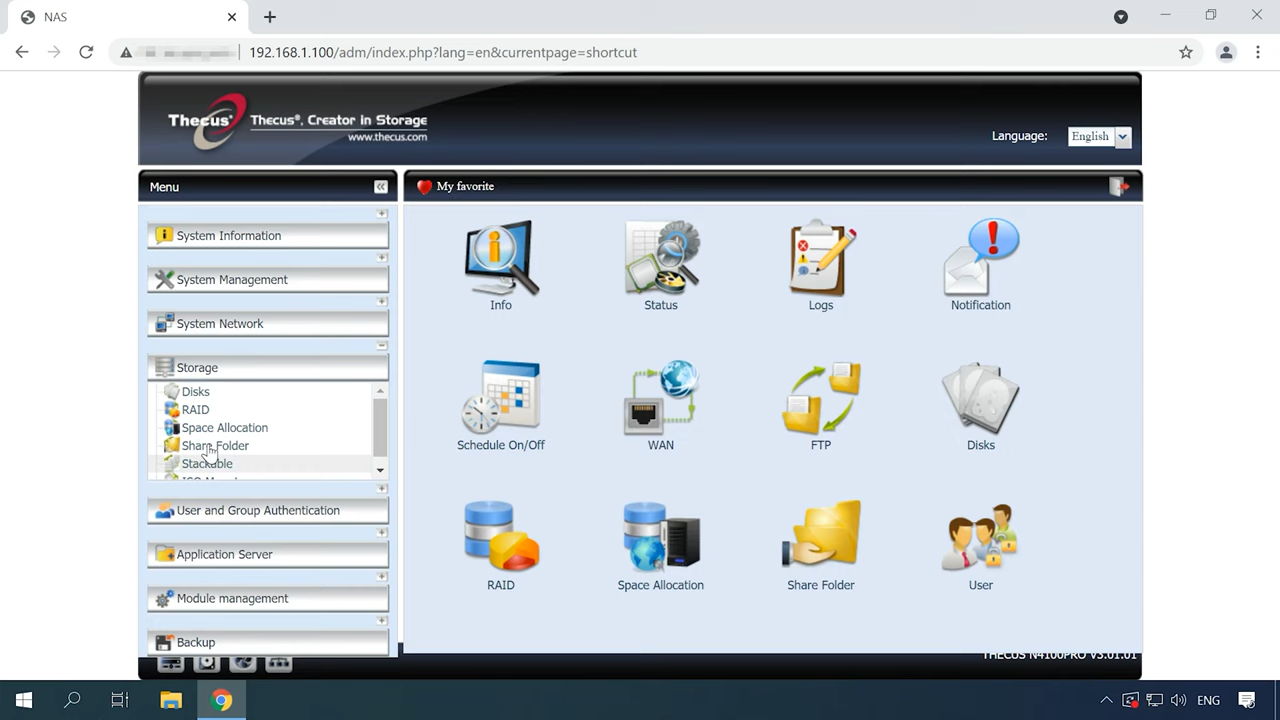 NAS
192.168.1.100/adm/index.php?lang=en&currentpage=shortcut
Thecus®
Thecus®, Creator in Storage
www.thecus.com
Language: English
Menu
My favorite
System Information
System Management
System Network
Storage
Disks
RAID
Space Allocation
Share Folder
Stackable
User and Group Authentication
Application Server
Module management
Backup
Info
Status
Logs
Notification
Schedule On/Off
WAN
FTP
Disks
RAID
Space Allocation
Share Folder
User
THECUS N4100PRO V3.01.01
ENG